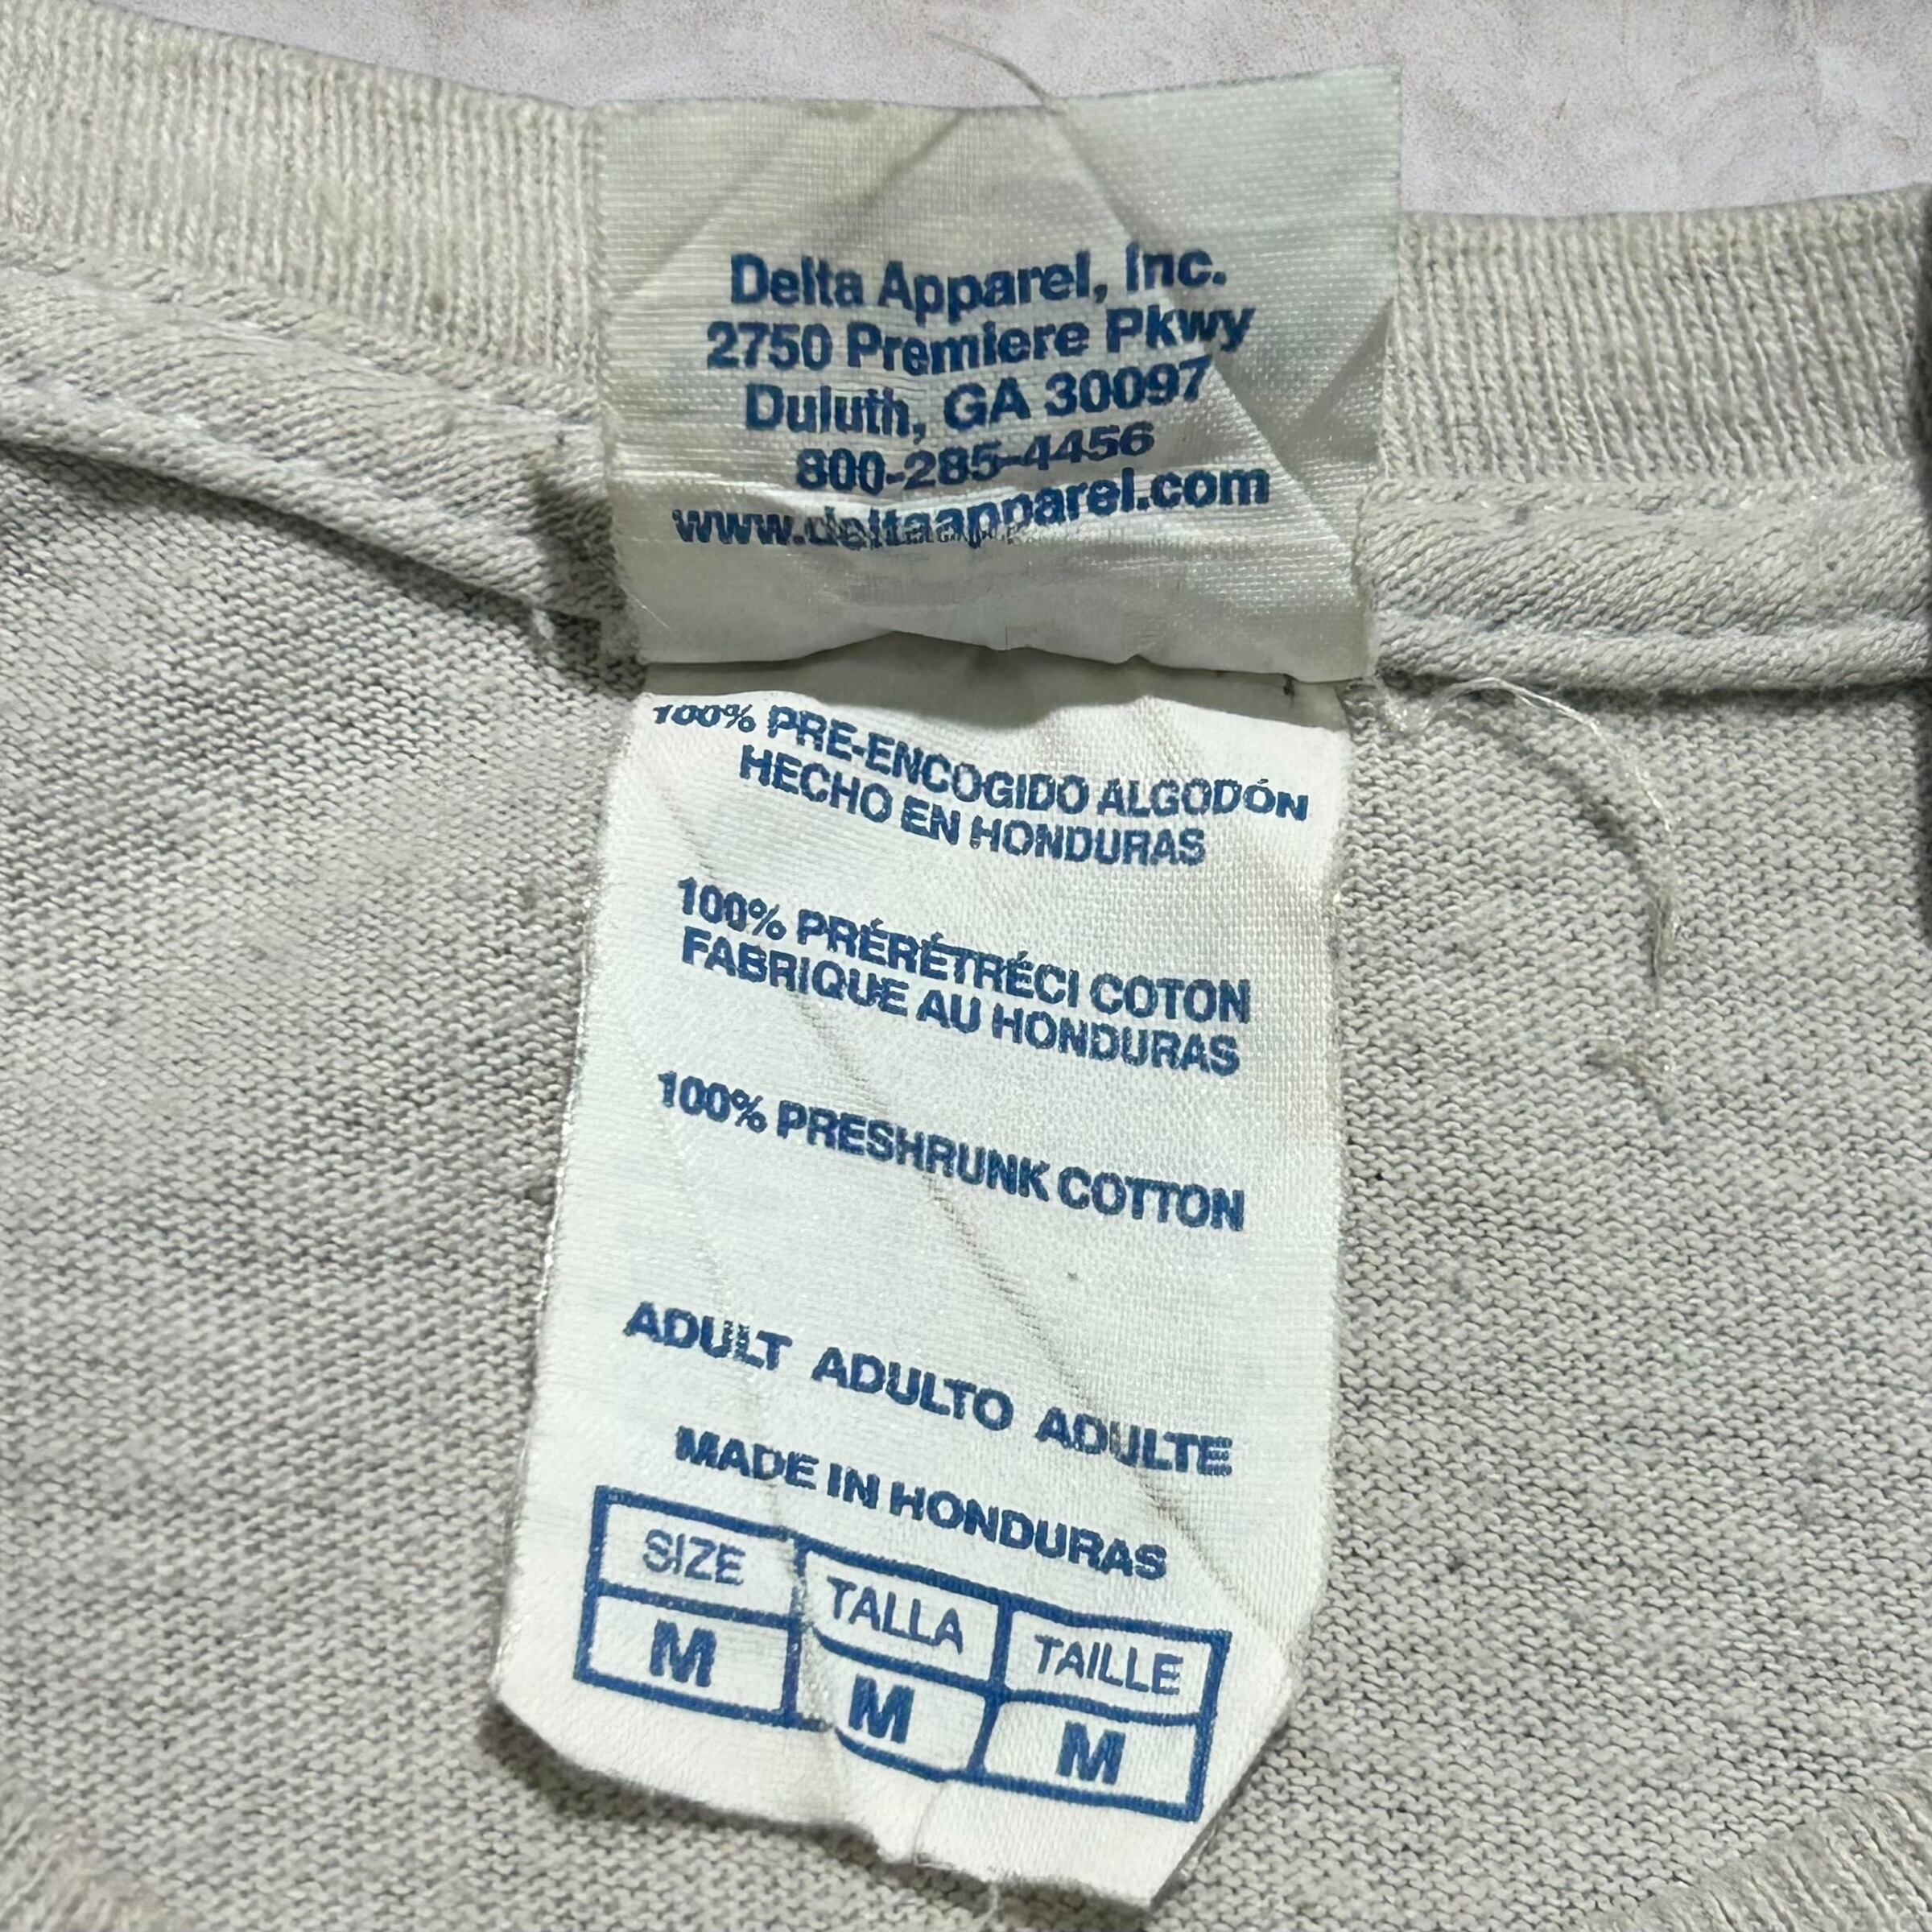 Delta Apparel, Inc.
2750 Premiere Pkwy
Duluth, GA 30097
800-285-4456
www.deltaapparel.com
100% PRE-ENCOGIDO ALGODÓN
HECHO EN HONDURAS
100% PRÉRÉTRÉCI COTON
FABRIQUE AU HONDURAS
100% PRESHRUNK COTTON
ADULT ADULTO ADULTE
MADE IN HONDURAS
SIZE TALLA TAILLE
M M M